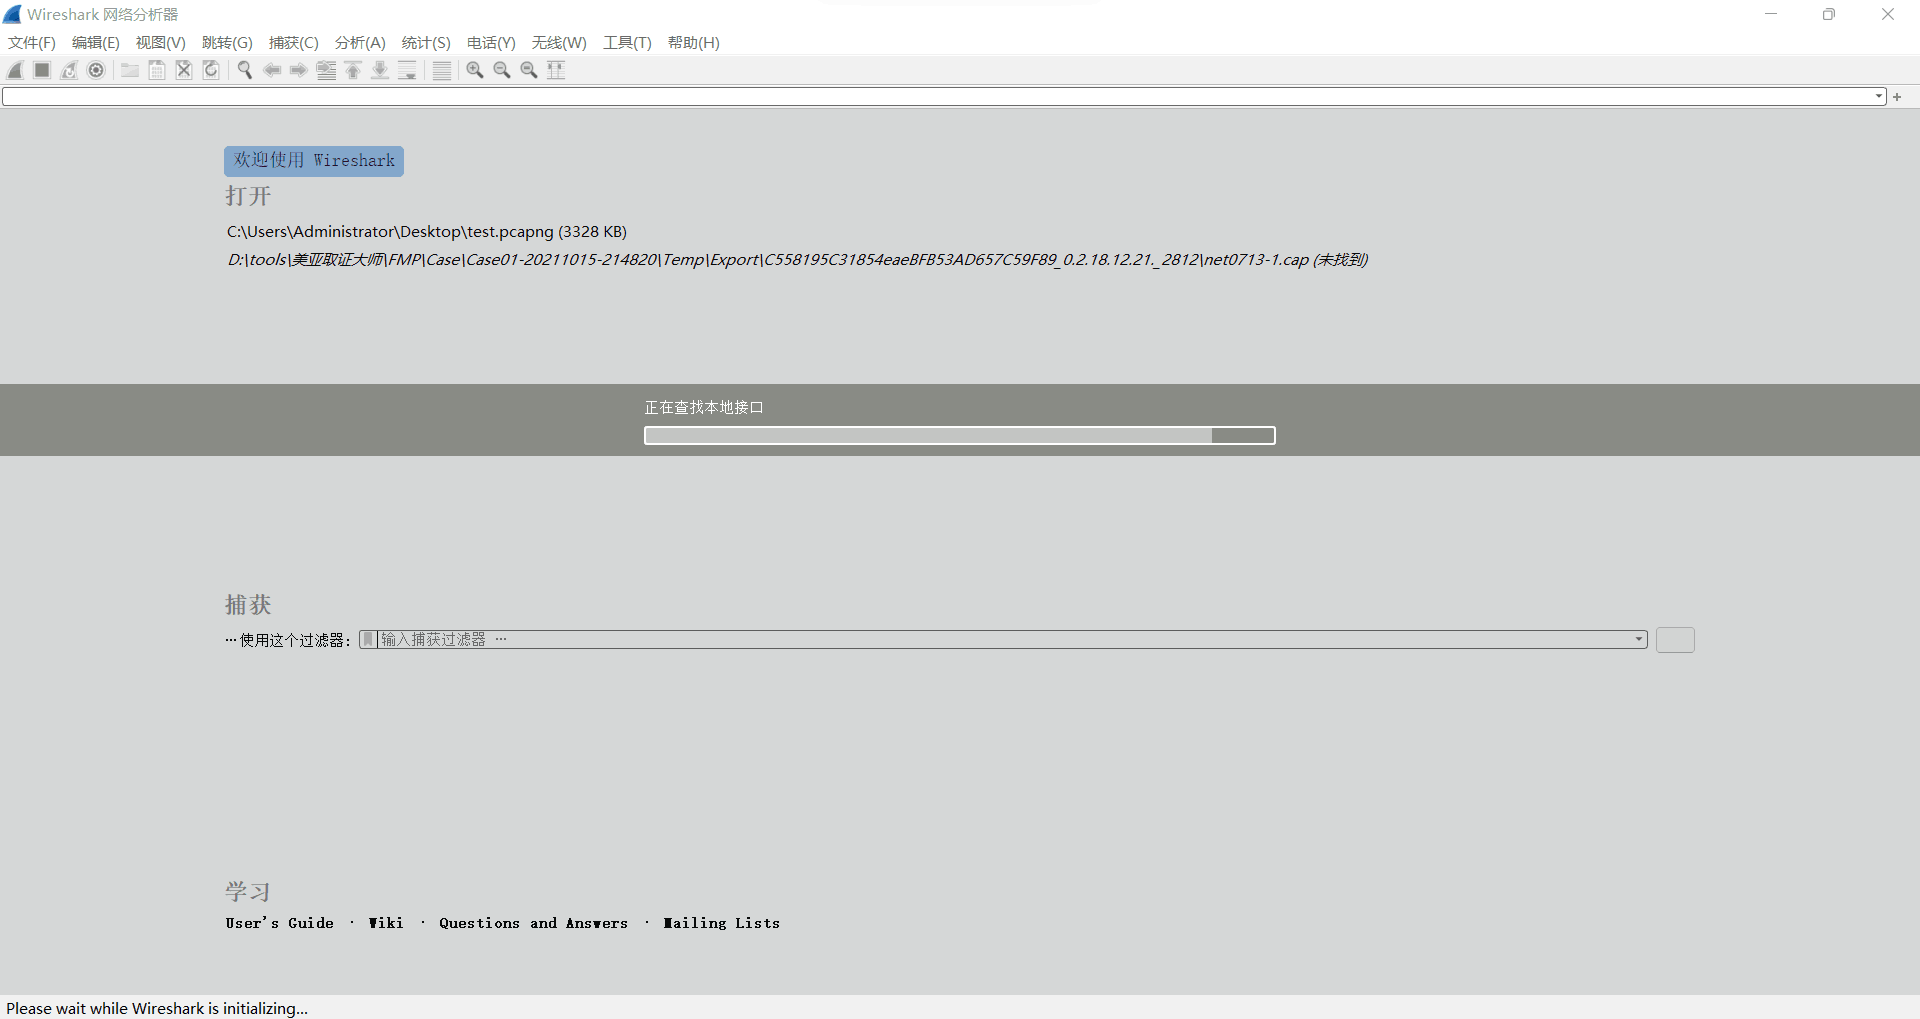 Wireshark 网络分析器
文件(F) 编辑(E) 视图(V) 跳转(G) 捕获(C) 分析(A) 统计(S) 电话(Y) 无线(W) 工具(T) 帮助(H)
欢迎使用 Wireshark
打开
C:\Users\Administrator\Desktop\test.pcapng (3328 KB)
D:\tools\美亚取证大师\FMP\Case\Case01-20211015-214820\Temp\Export\C558195C31854eaeBFB53AD657C59F89_0.2.18.12.21._2812\net0713-1.cap (未找到)
正在查找本地接口
捕获
…使用这个过滤器: 输入捕获过滤器 …
学习
User's Guide · Wiki · Questions and Answers · Mailing Lists
Please wait while Wireshark is initializing...